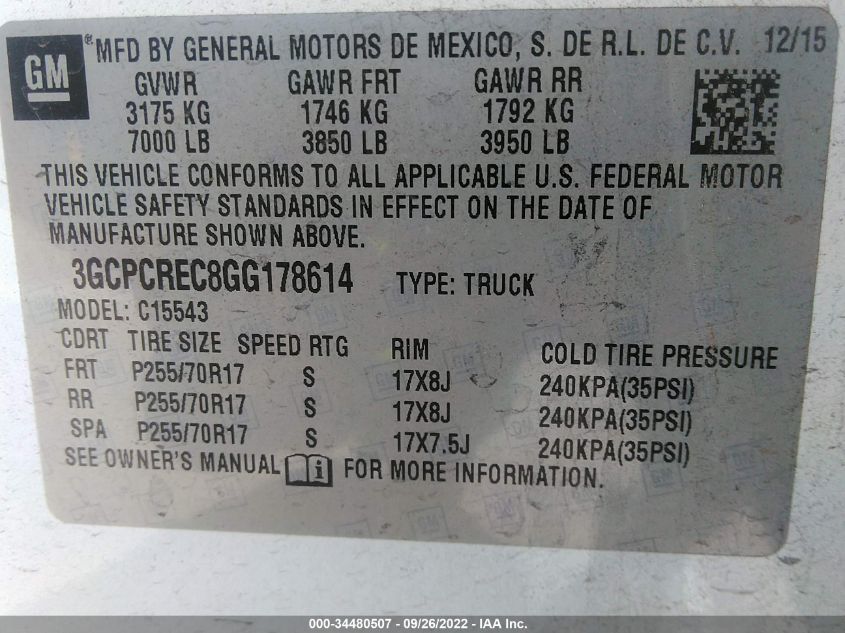 GM ® MFD BY GENERAL MOTORS DE MEXICO, S. DE R.L. DE C.V. 12/15
GVWR GAWR FRT GAWR RR
3175 KG 1746 KG 1792 KG
7000 LB 3850 LB 3950 LB
THIS VEHICLE CONFORMS TO ALL APPLICABLE U.S. FEDERAL MOTOR
VEHICLE SAFETY STANDARDS IN EFFECT ON THE DATE OF
MANUFACTURE SHOWN ABOVE.
3GCPCREC8GG178614 TYPE: TRUCK
MODEL: C15543
CDRT TIRE SIZE SPEED RTG RIM COLD TIRE PRESSURE
FRT P255/70R17 S 17X8J 240KPA(35PSI)
RR P255/70R17 S 17X8J 240KPA(35PSI)
SPA P255/70R17 S 17X7.5J 240KPA(35PSI)
SEE OWNER'S MANUAL i FOR MORE INFORMATION.
000-34480507 - 09/26/2022 - IAA Inc.